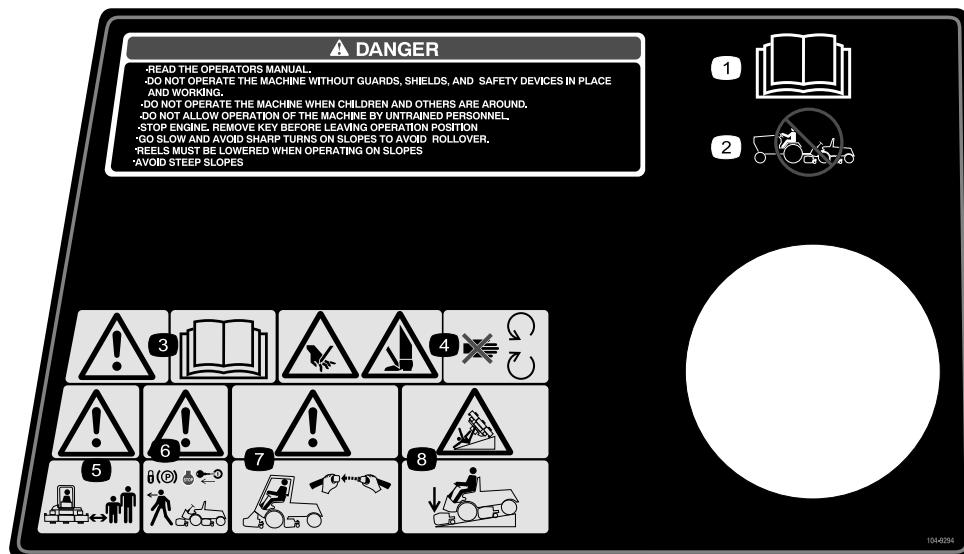 DANGER
·READ THE OPERATORS MANUAL.
·DO NOT OPERATE THE MACHINE WITHOUT GUARDS, SHIELDS, AND SAFETY DEVICES IN PLACE
AND WORKING.
·DO NOT OPERATE THE MACHINE WHEN CHILDREN AND OTHERS ARE AROUND.
·DO NOT ALLOW OPERATION OF THE MACHINE BY UNTRAINED PERSONNEL.
·STOP ENGINE. REMOVE KEY BEFORE LEAVING OPERATION POSITION
·GO SLOW AND AVOID SHARP TURNS ON SLOPES TO AVOID ROLLOVER.
·REELS MUST BE LOWERED WHEN OPERATING ON SLOPES
·AVOID STEEP SLOPES
1
2
3
4
5
6
7
8
(P)
STOP
104-9294